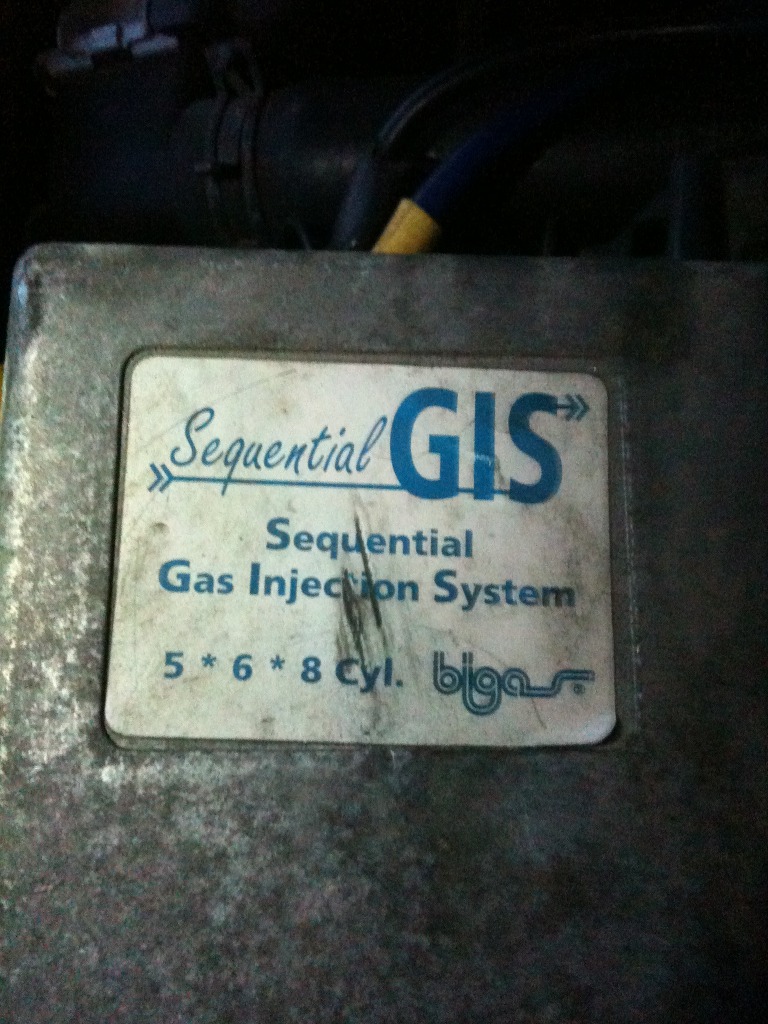 Sequential GIS
Sequential
Gas Injection System
5 * 6 * 8 Cyl. bigas